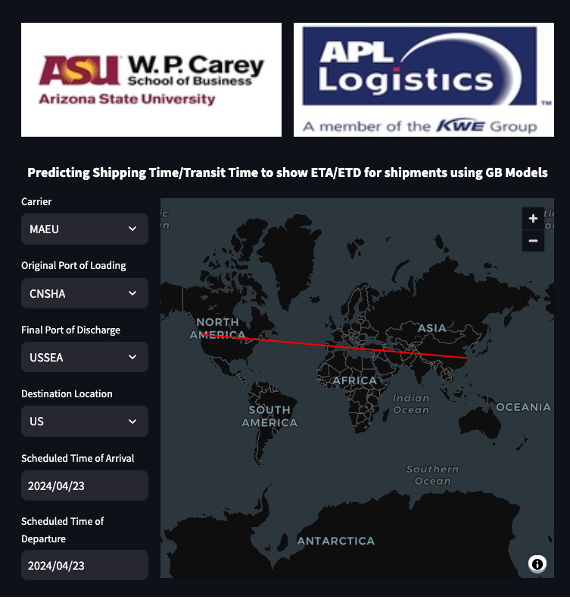 ASU W. P. Carey
School of Business
Arizona State University
APL
Logistics
TM
A member of the KWE Group
Predicting Shipping Time/Transit Time to show ETA/ETD for shipments using GB Models
Carrier
MAEU
Original Port of Loading
CNSHA
Final Port of Discharge
USSEA
Destination Location
US
Scheduled Time of Arrival
2024/04/23
Scheduled Time of
Departure
2024/04/23
+
−
NORTH
AMERICA
ASIA
AFRICA
SOUTH
AMERICA
Indian
Ocean
OCEANIA
Southern
Ocean
ANTARCTICA